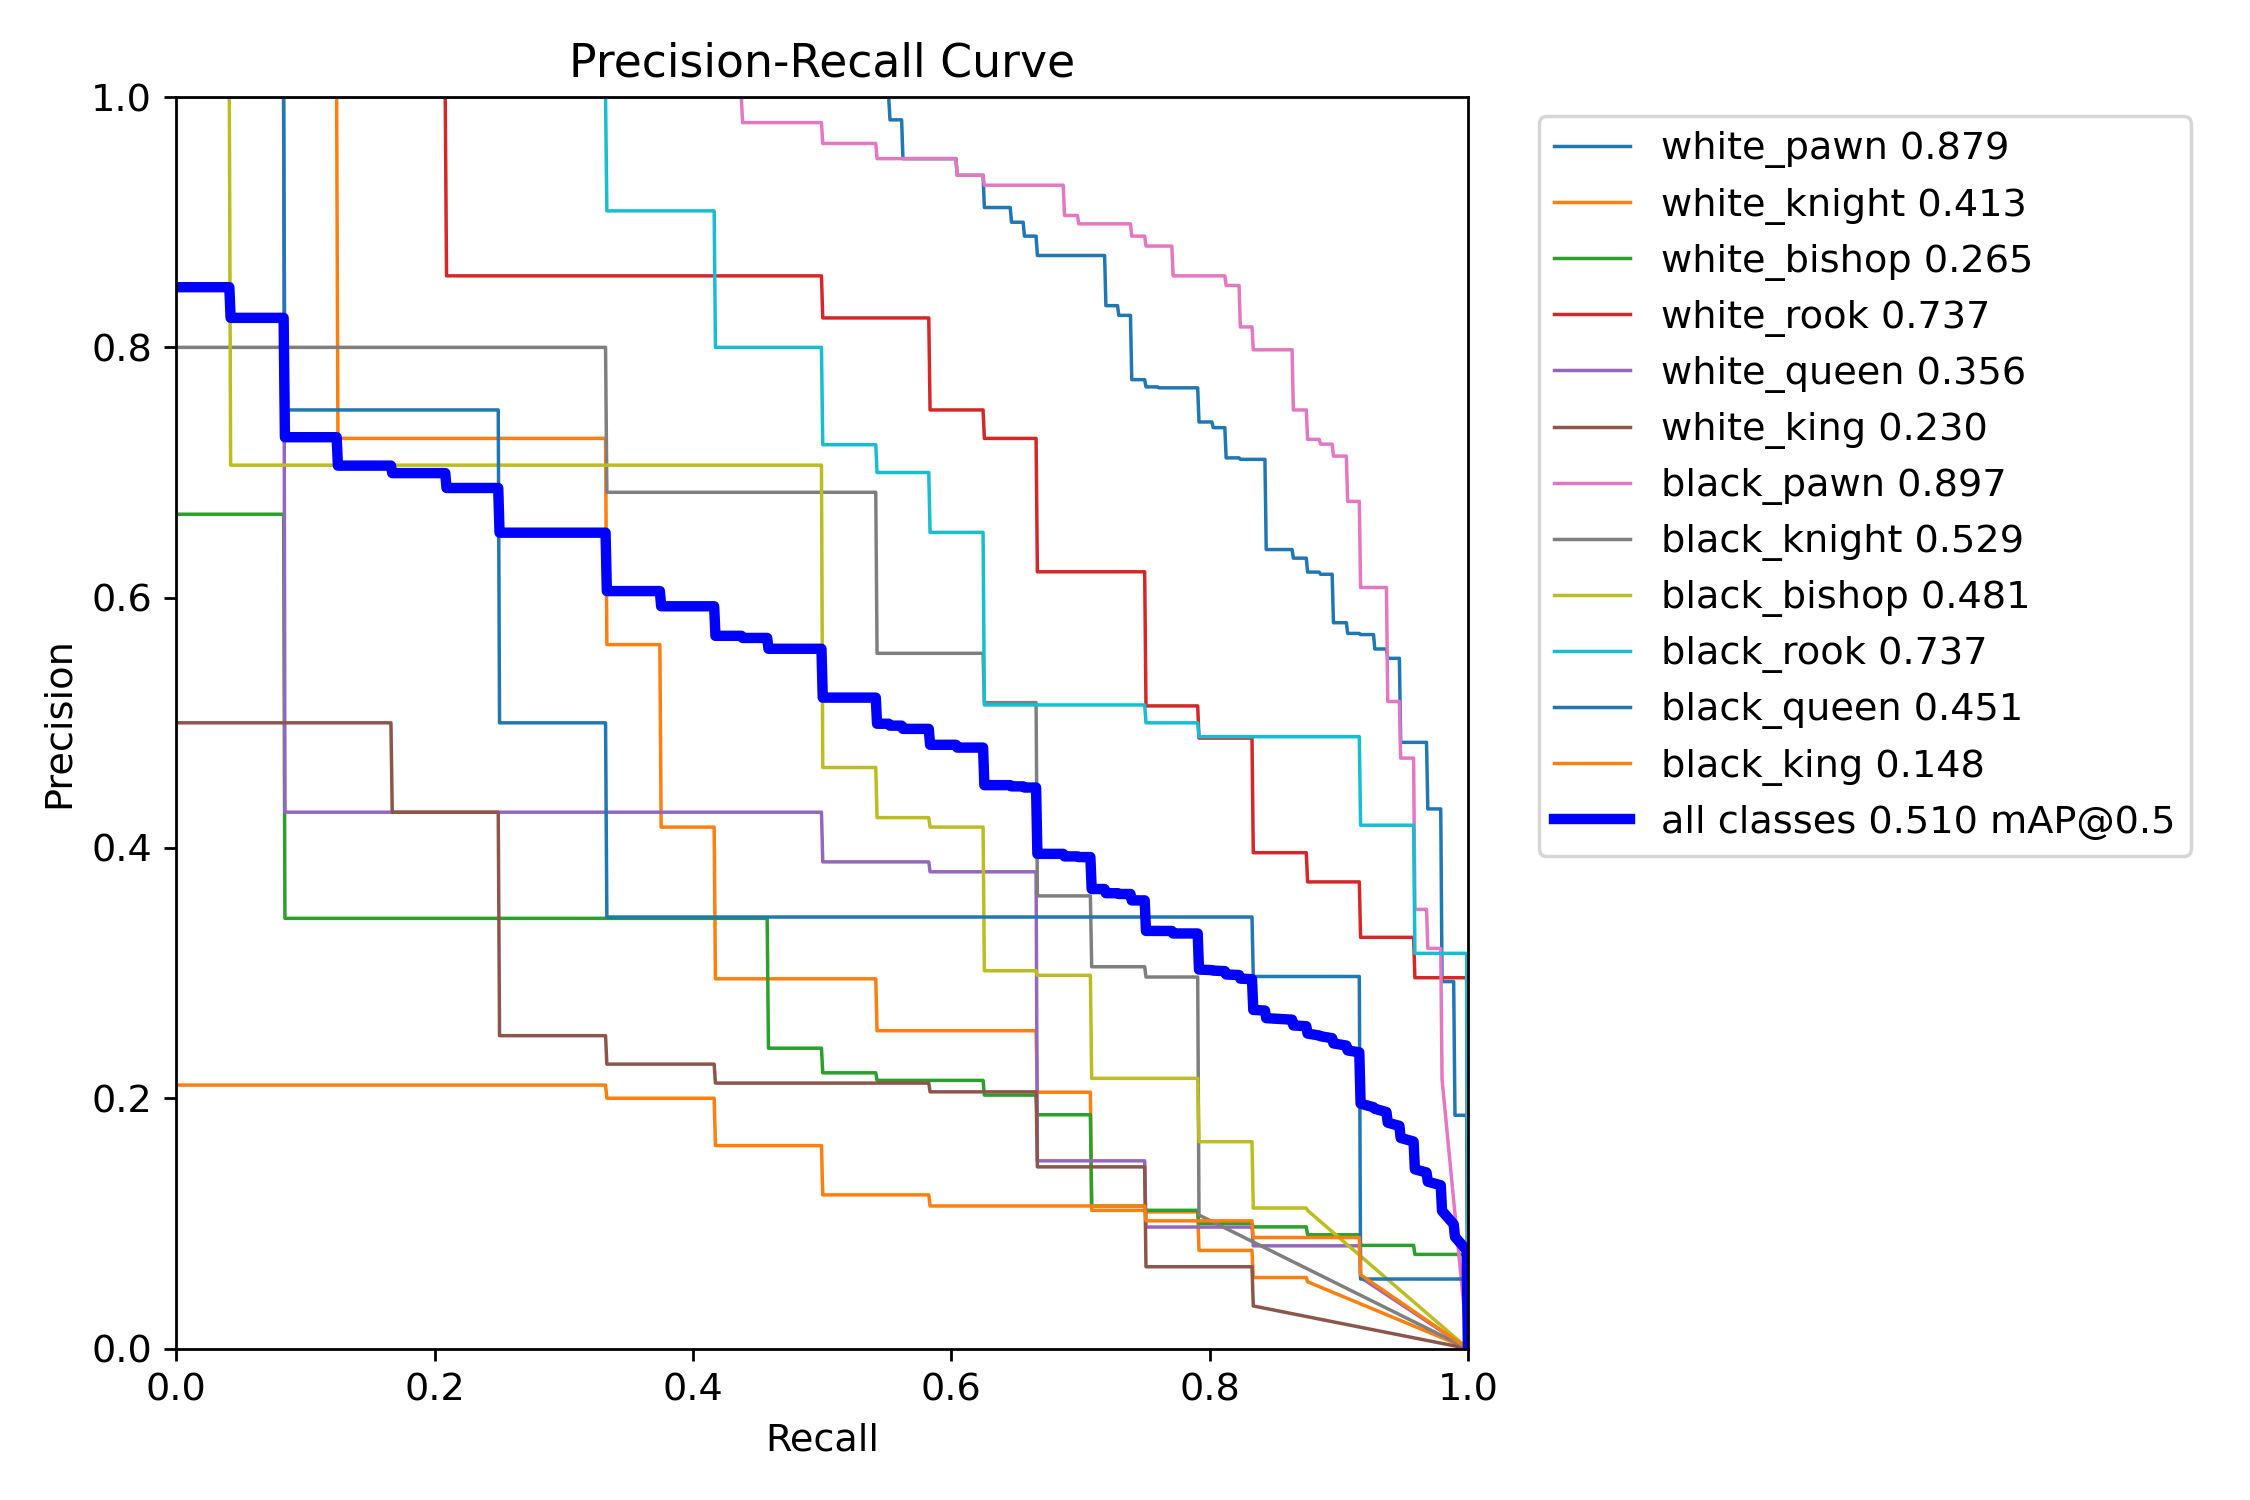 Precision-Recall Curve
1.0
0.8
0.6
0.4
0.2
0.0
Precision
0.0 0.2 0.4 0.6 0.8 1.0
Recall
white_pawn 0.879
white_knight 0.413
white_bishop 0.265
white_rook 0.737
white_queen 0.356
white_king 0.230
black_pawn 0.897
black_knight 0.529
black_bishop 0.481
black_rook 0.737
black_queen 0.451
black_king 0.148
all classes 0.510 mAP@0.5